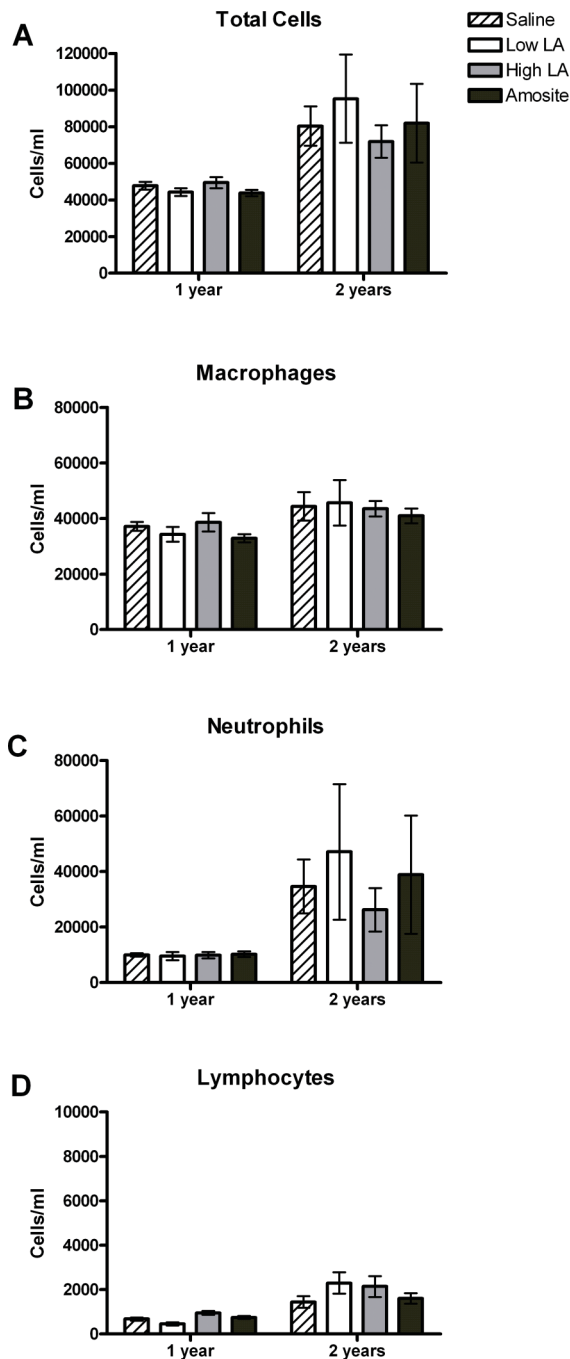 A
Total Cells
Saline
Low LA
High LA
Amosite
Cells/ml
120000
100000
80000
60000
40000
20000
0
1 year
2 years
B
Macrophages
Cells/ml
80000
60000
40000
20000
0
1 year
2 years
C
Neutrophils
Cells/ml
80000
60000
40000
20000
0
1 year
2 years
D
Lymphocytes
Cells/ml
10000
8000
6000
4000
2000
0
1 year
2 years